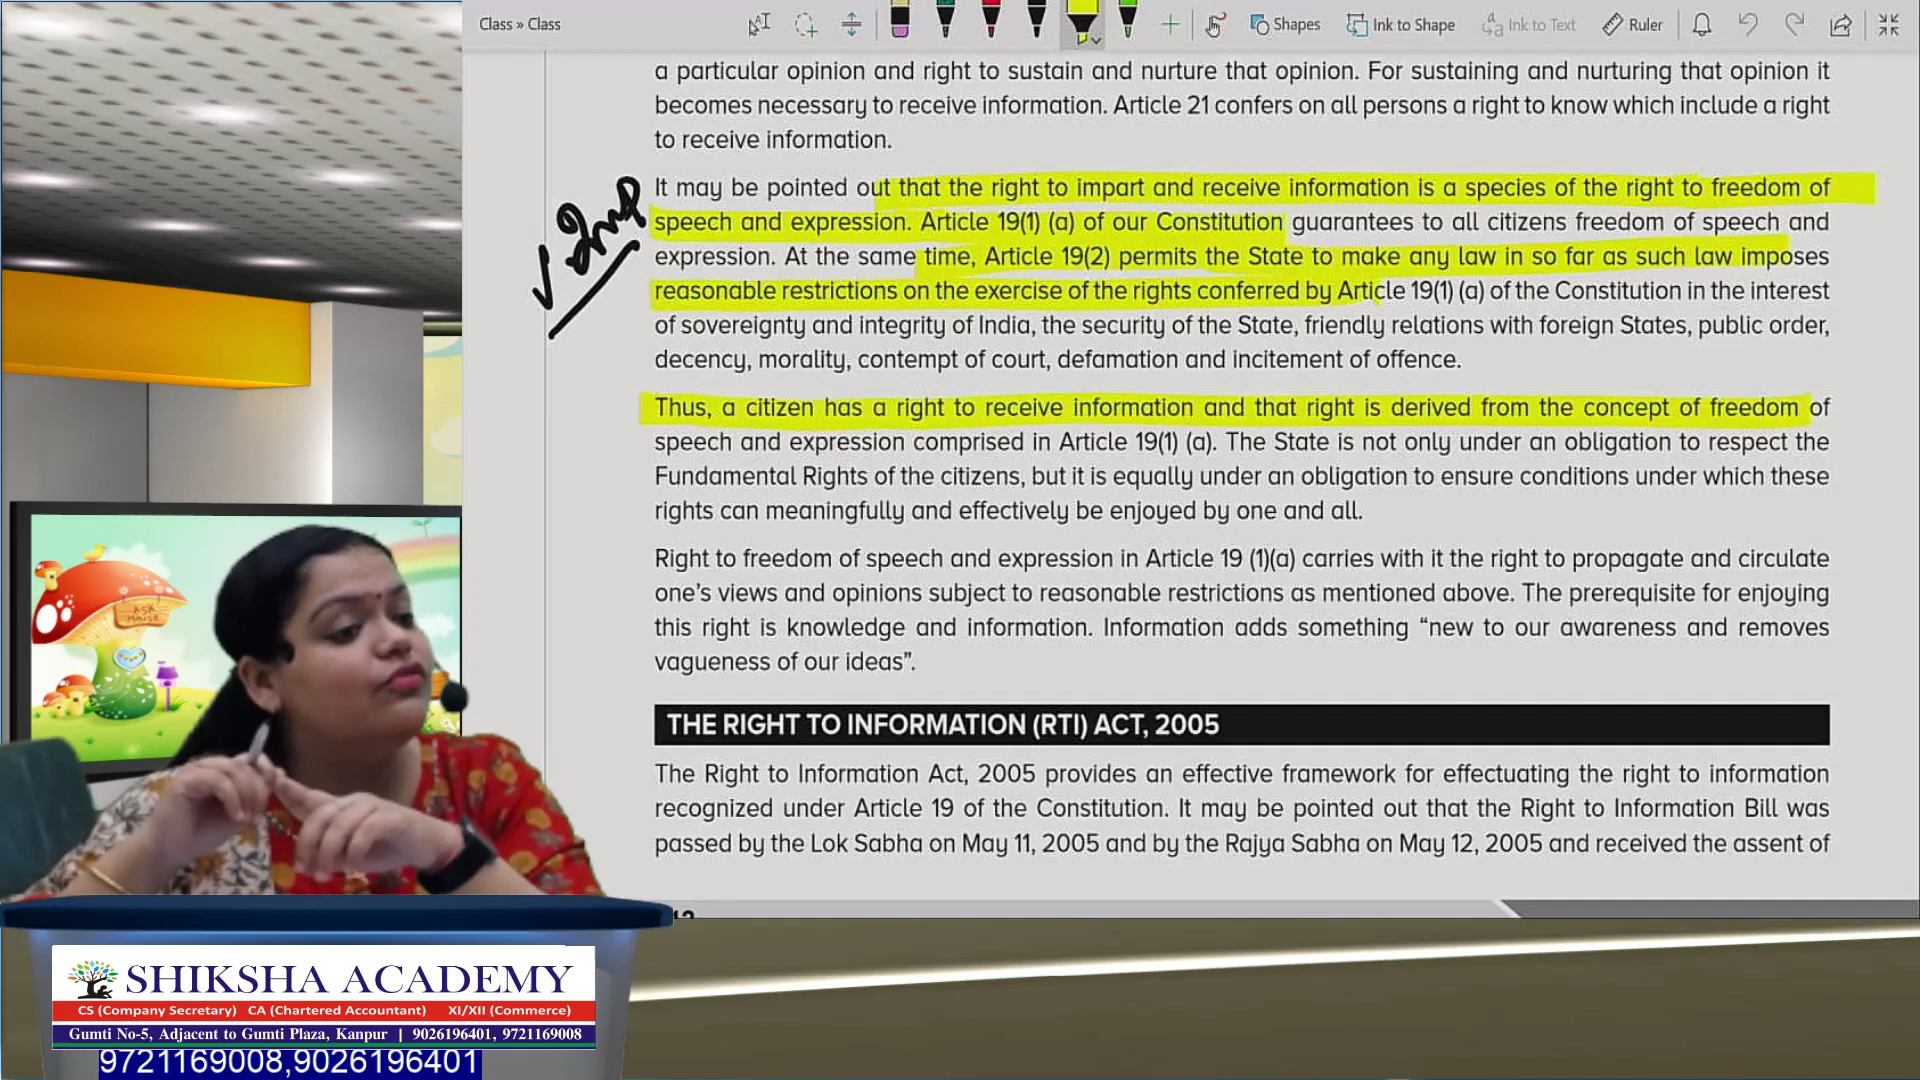 Class » Class
Shapes
Ink to Shape
Ink to Text
Ruler
a particular opinion and right to sustain and nurture that opinion. For sustaining and nurturing that opinion it
becomes necessary to receive information. Article 21 confers on all persons a right to know which include a right
to receive information.
It may be pointed out that the right to impart and receive information is a species of the right to freedom of
speech and expression. Article 19(1) (a) of our Constitution guarantees to all citizens freedom of speech and
expression. At the same time, Article 19(2) permits the State to make any law in so far as such law imposes
reasonable restrictions on the exercise of the rights conferred by Article 19(1) (a) of the Constitution in the interest
of sovereignty and integrity of India, the security of the State, friendly relations with foreign States, public order,
decency, morality, contempt of court, defamation and incitement of offence.
Imp
Thus, a citizen has a right to receive information and that right is derived from the concept of freedom of
speech and expression comprised in Article 19(1) (a). The State is not only under an obligation to respect the
Fundamental Rights of the citizens, but it is equally under an obligation to ensure conditions under which these
rights can meaningfully and effectively be enjoyed by one and all.
Right to freedom of speech and expression in Article 19 (1)(a) carries with it the right to propagate and circulate
one’s views and opinions subject to reasonable restrictions as mentioned above. The prerequisite for enjoying
this right is knowledge and information. Information adds something “new to our awareness and removes
vagueness of our ideas”.
THE RIGHT TO INFORMATION (RTI) ACT, 2005
The Right to Information Act, 2005 provides an effective framework for effectuating the right to information
recognized under Article 19 of the Constitution. It may be pointed out that the Right to Information Bill was
passed by the Lok Sabha on May 11, 2005 and by the Rajya Sabha on May 12, 2005 and received the assent of
SHIKSHA ACADEMY
CS (Company Secretary) CA (Chartered Accountant) XI/XII (Commerce)
Gumti No-5, Adjacent to Gumti Plaza, Kanpur | 9026196401, 9721169008
9721169008,9026196401